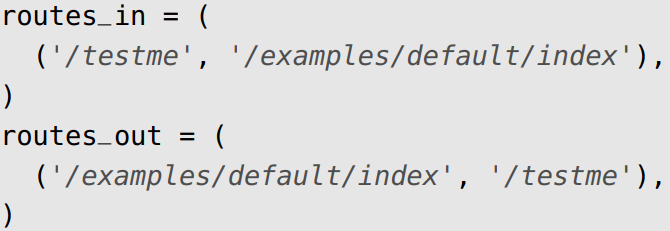 routes_in = (
  ('/testme', '/examples/default/index'),
)
routes_out = (
  ('/examples/default/index', '/testme'),
)